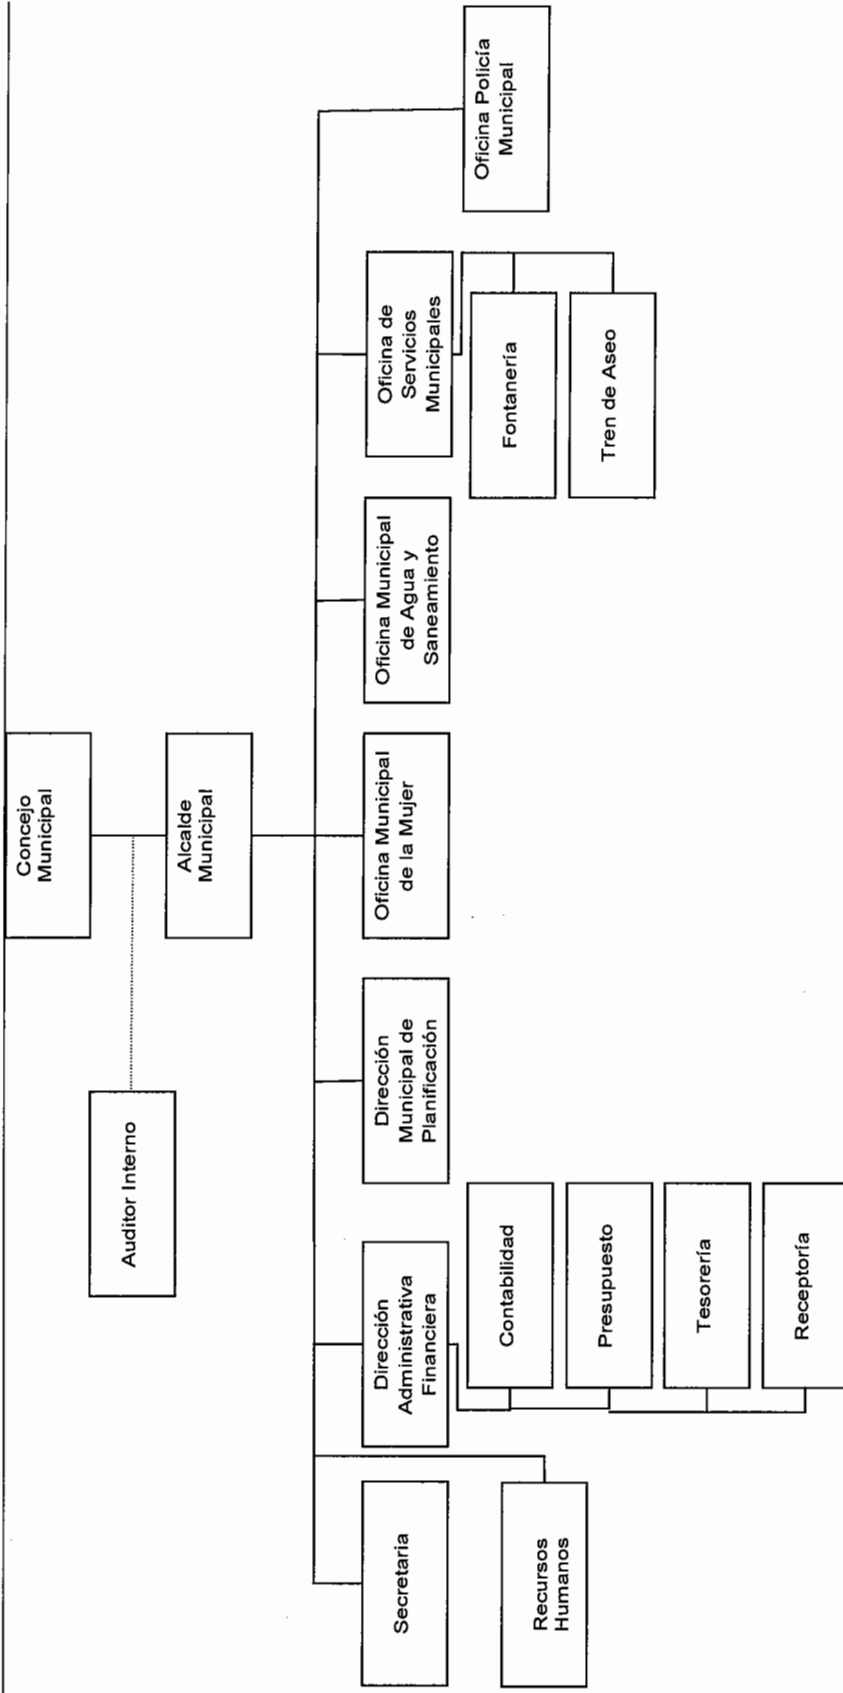 Concejo
Municipal
Auditor Interno
Alcalde
Municipal
Secretaria
Recursos
Humanos
Dirección
Administrativa
Financiera
Contabilidad
Presupuesto
Tesorería
Receptoría
Dirección
Municipal de
Planificación
Oficina Municipal
de la Mujer
Oficina Municipal
de Agua y
Saneamiento
Oficina de
Servicios
Municipales
Fontanería
Tren de Aseo
Oficina Policía
Municipal